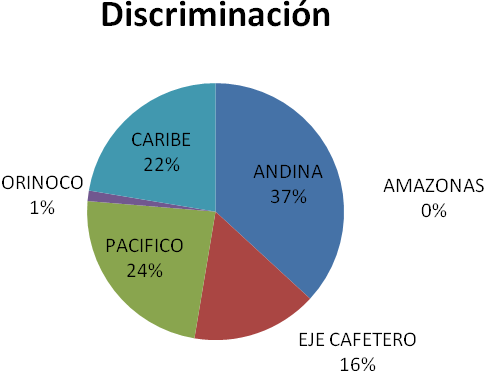 Discriminación
CARIBE
22%
ANDINA
37%
ORINOCO
1%
AMAZONAS
0%
PACIFICO
24%
EJE CAFETERO
16%